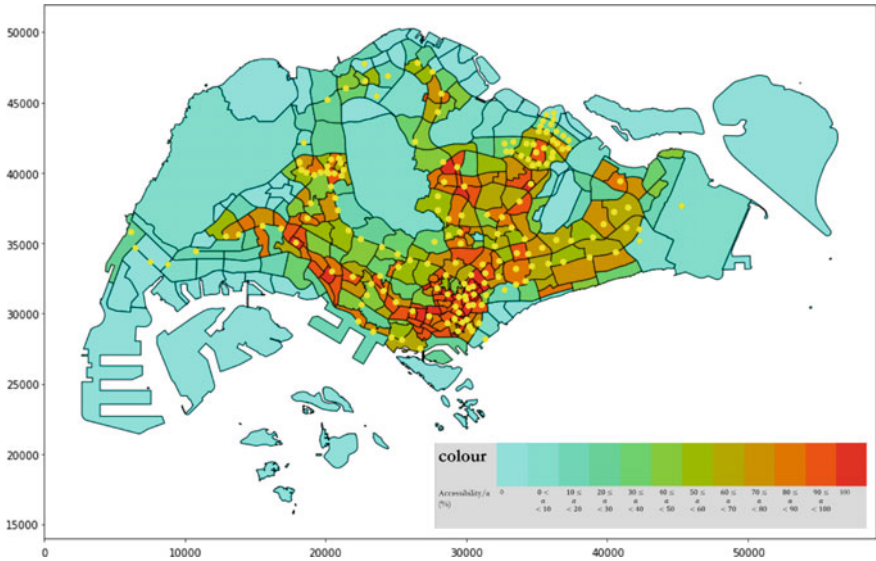 50000
45000
40000
35000
30000
25000
20000
15000
0 10000 20000 30000 40000 50000
colour
Accessibility/α (%)
0
0 < α < 10
10 ≤ α < 20
20 ≤ α < 30
30 ≤ α < 40
40 ≤ α < 50
50 ≤ α < 60
60 ≤ α < 70
70 ≤ α < 80
80 ≤ α < 90
90 ≤ α < 100
100